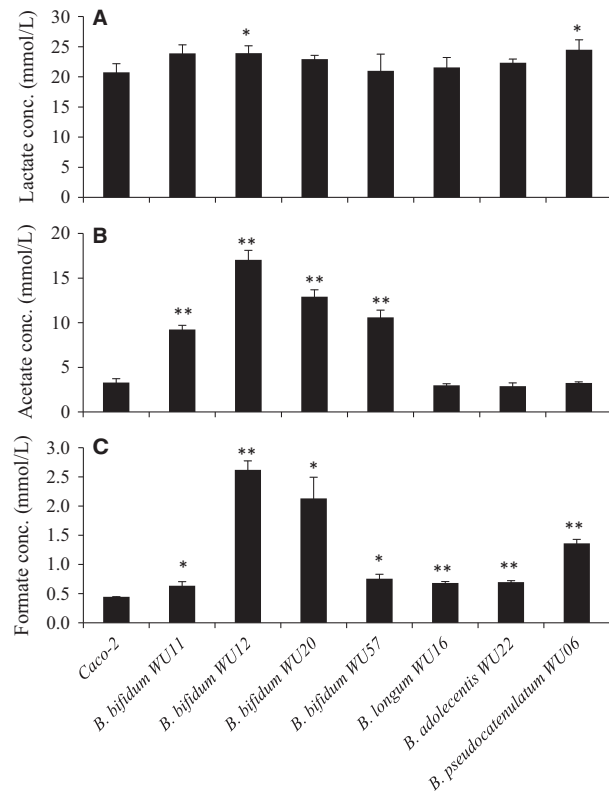 A
Lactate conc. (mmol/L)
30
25
20
15
10
5
0
*
*
B
Acetate conc. (mmol/L)
20
15
10
5
0
**
**
**
**
C
Formate conc. (mmol/L)
3.0
2.5
2.0
1.5
1.0
0.5
0.0
*
**
*
*
**
**
**
Caco-2
B. bifidum WU11
B. bifidum WU12
B. bifidum WU20
B. bifidum WU57
B. longum WU16
B. adolecentis WU22
B. pseudocatenulatum WU06